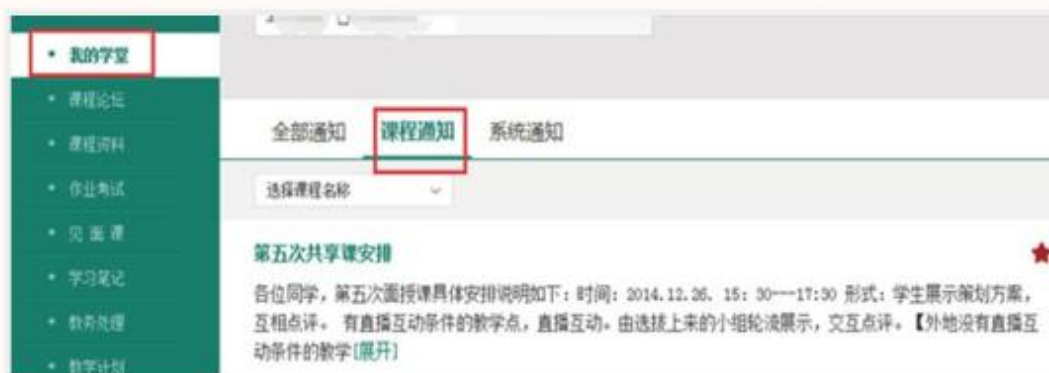 我的学堂
课程论坛
课程资料
作业考试
见面课
学习笔记
教务处理
教学计划
全部通知
课程通知
系统通知
选择课程名称
第五次共享课安排
各位同学，第五次面授课具体安排说明如下：时间：2014.12.26. 15：30---17:30 形式：学生展示策划方案，
互相点评。 有直播互动条件的教学点，直播互动。由选拔上来的小组轮流展示，交互点评。【外地没有直播互
动条件的教学[展开]